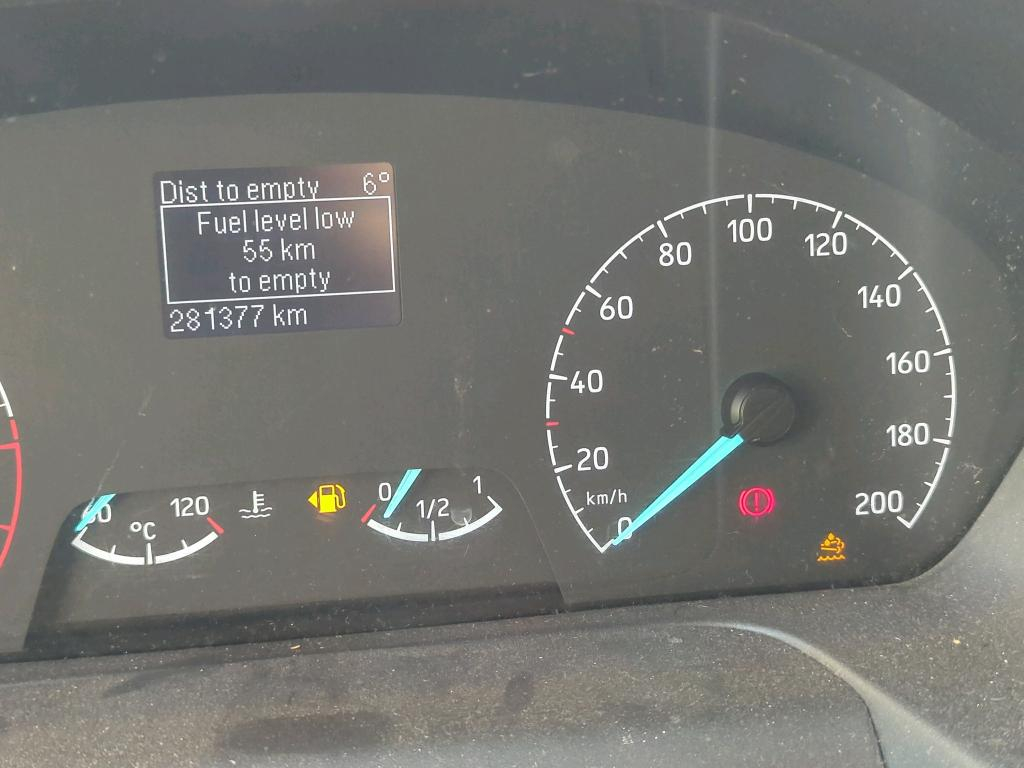 Dist to empty 6°
Fuel level low
55 km
to empty
281377 km
60 120
°C
0 1/2 1
0 20 40 60 80 100 120 140 160 180 200
km/h